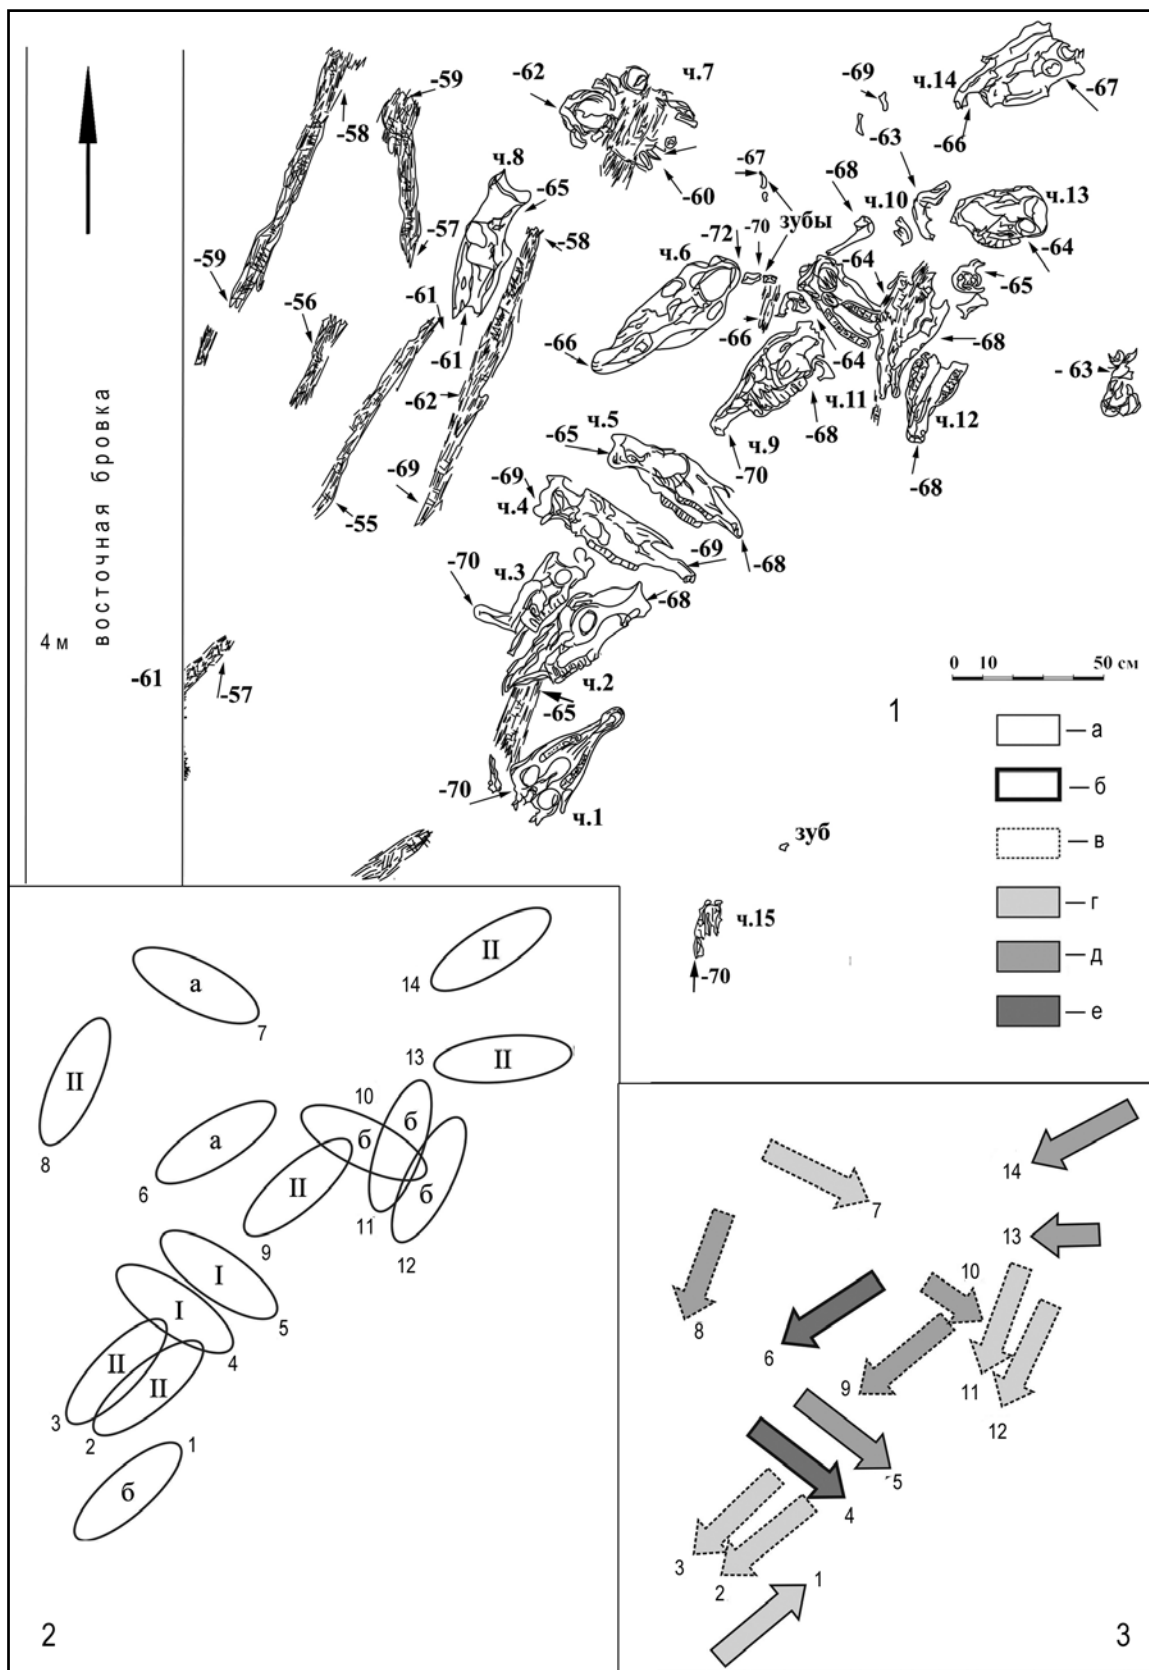 -62
ч.7
-59
-58
-69
ч.14
-67
-63
-66
ч.8
-65
-60
-67
-68
ч.10
ч.13
зубы
-57
-58
-72
-70
ч.6
-64
-64
-59
-65
-56
-61
-66
-64
-68
-61
-66
-62
ч.11
- 63
ч.12
ч.5
-68
-65
ч.9
-69
-70
-68
-69
ч.4
-55
-69
-68
-70
ч.3
-68
восточная бровка
4 м
-61
-57
ч.2
-65
0 10 50 см
1
а
б
-70
ч.1
в
зуб
г
ч.15
д
-70
е
II
14
а
7
13
II
II
10
б
б
8
а
б
6
II
11
9
12
I
I
5
4
II
II
3
2
1
б
2
14
7
13
10
8
6
9
11
12
5
4
3
2
1
3